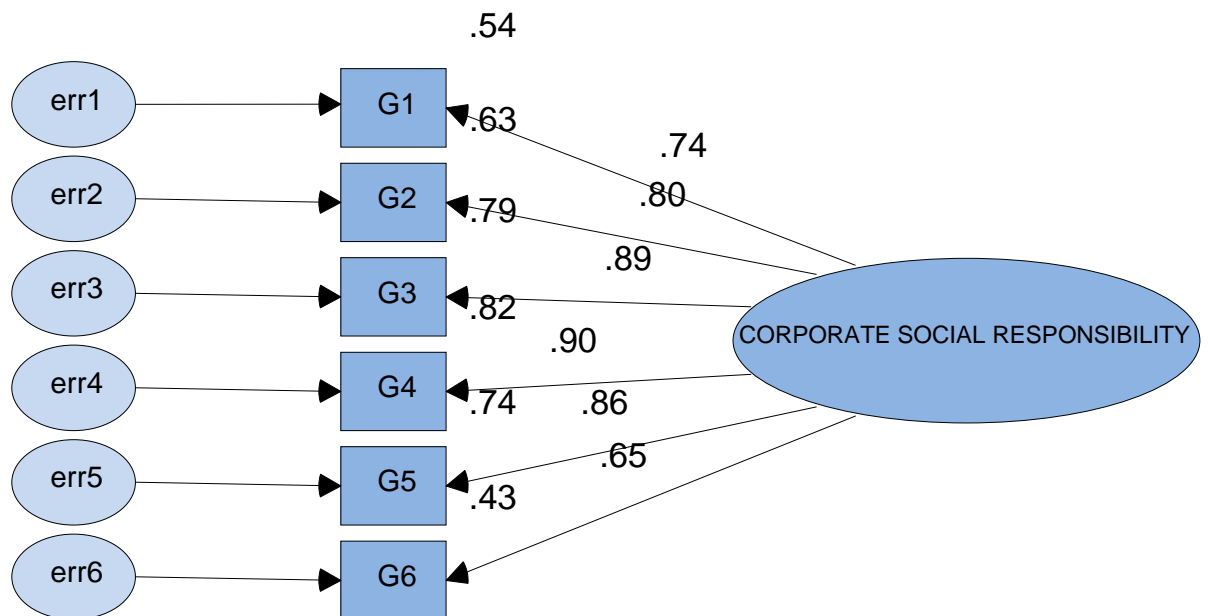 .54
err1
G1
.63
.74
err2
G2
.79
.80
.89
err3
G3
.82
CORPORATE SOCIAL RESPONSIBILITY
.90
err4
G4
.74
.86
.65
err5
G5
.43
err6
G6